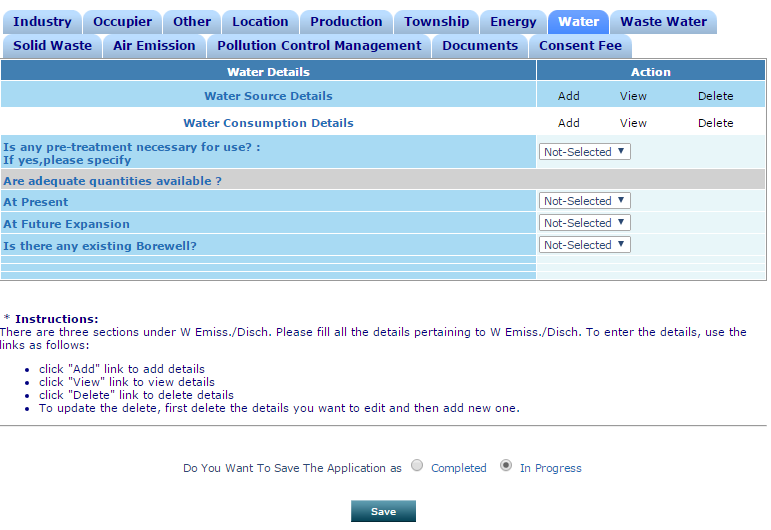 Industry Occupier Other Location Production Township Energy Water Waste Water
Solid Waste Air Emission Pollution Control Management Documents Consent Fee
Water Details Action
Water Source Details Add View Delete
Water Consumption Details Add View Delete
Is any pre-treatment necessary for use? :
If yes,please specify
Not-Selected
Are adequate quantities available ?
At Present Not-Selected
At Future Expansion Not-Selected
Is there any existing Borewell? Not-Selected
* Instructions:
There are three sections under W Emiss./Disch. Please fill all the details pertaining to W Emiss./Disch. To enter the details, use the
links as follows:
• click "Add" link to add details
• click "View" link to view details
• click "Delete" link to delete details
• To update the delete, first delete the details you want to edit and then add new one.
Do You Want To Save The Application as Completed In Progress
Save